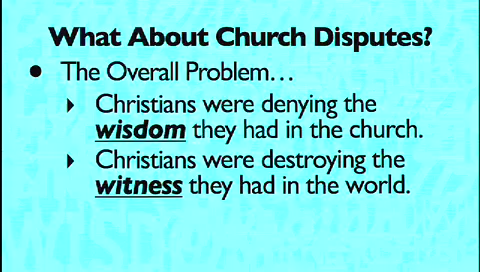 What About Church Disputes?
• The Overall Problem…
‣ Christians were denying the
wisdom they had in the church.
‣ Christians were destroying the
witness they had in the world.